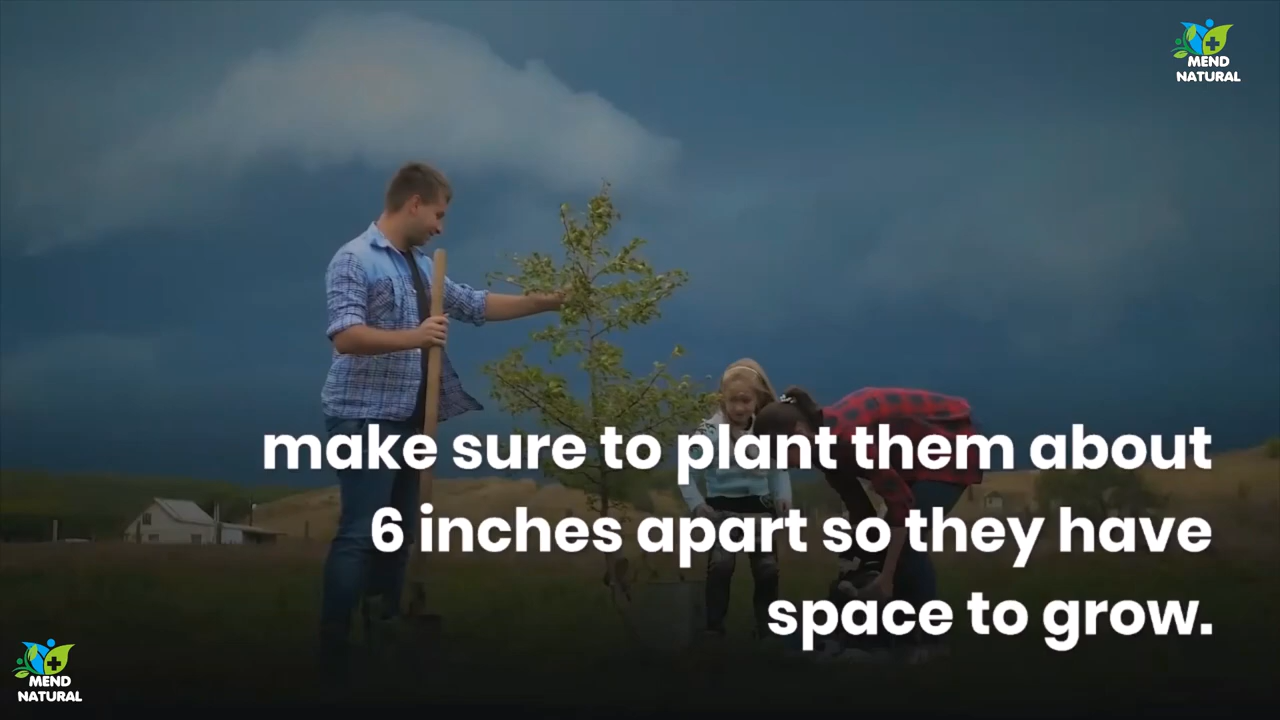 MEND
NATURAL
make sure to plant them about
6 inches apart so they have
space to grow.
MEND
NATURAL